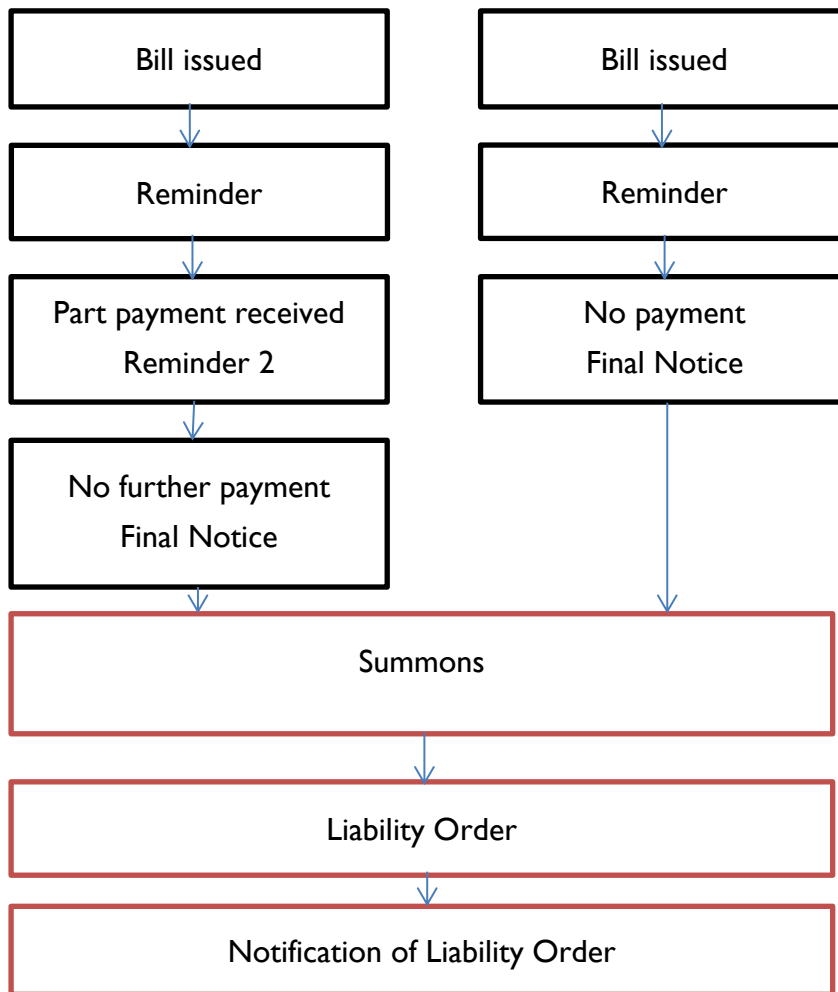 Bill issued
Reminder
Part payment received
Reminder 2
No further payment
Final Notice
Bill issued
Reminder
No payment
Final Notice
Summons
Liability Order
Notification of Liability Order